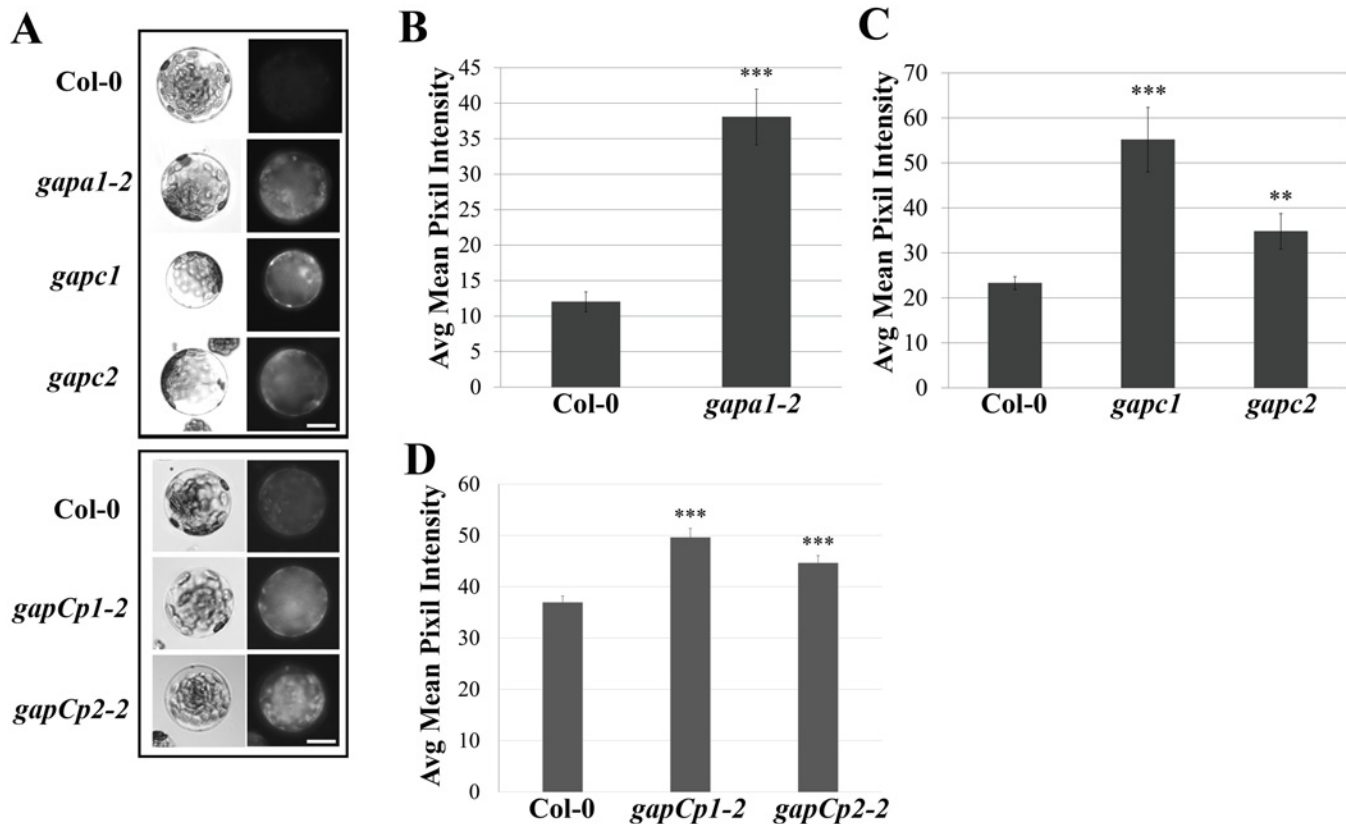 A
Col-0
gapa1-2
gapc1
gapc2
Col-0
gapCp1-2
gapCp2-2
B
Avg Mean Pixil Intensity
45
40
35
30
25
20
15
10
5
0
***
Col-0
gapa1-2
C
Avg Mean Pixil Intensity
70
60
50
40
30
20
10
0
***
**
Col-0
gapc1
gapc2
D
Avg Mean Pixil Intensity
60
50
40
30
20
10
0
***
***
Col-0
gapCp1-2
gapCp2-2